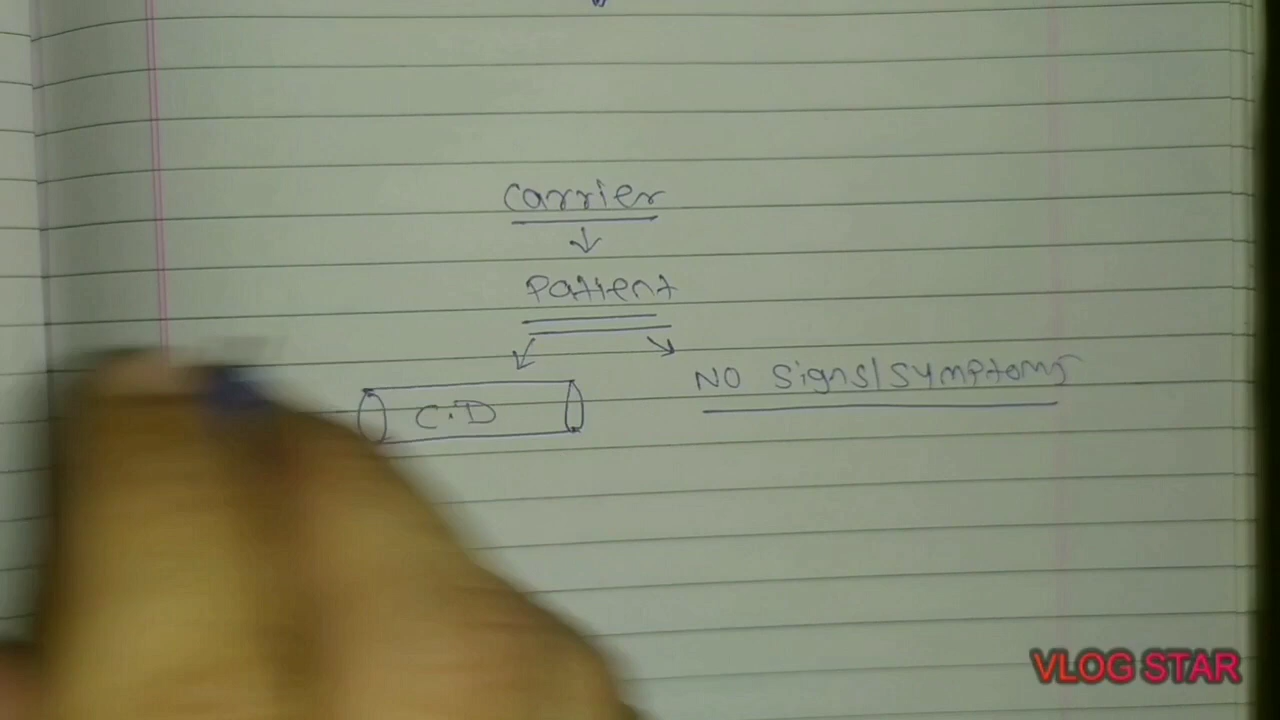 Carrier
Patient
C.D
NO Signs/Symptoms
VLOG STAR